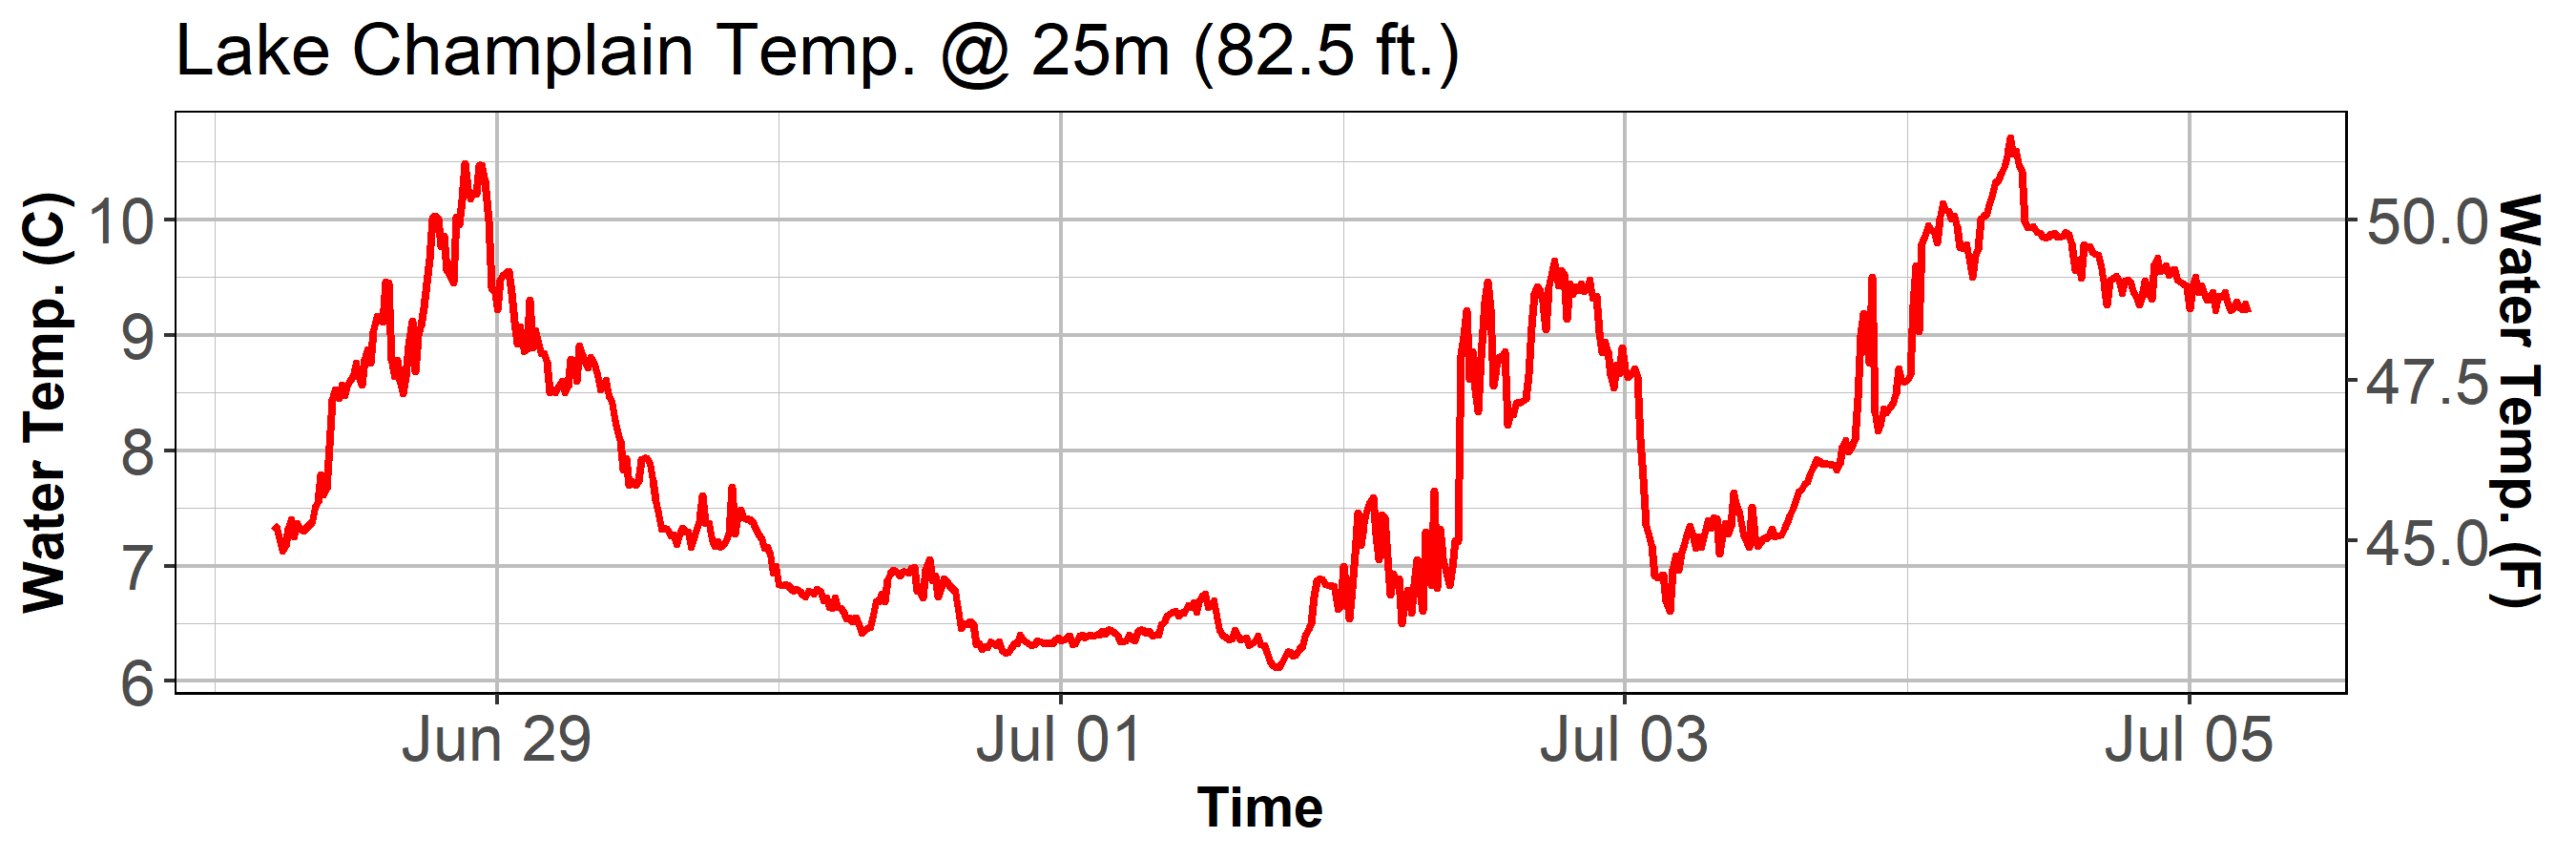 Lake Champlain Temp. @ 25m (82.5 ft.)
Water Temp. (C)
10
9
8
7
6
50.0
47.5
45.0
Water Temp. (F)
Jun 29 Jul 01 Jul 03 Jul 05
Time